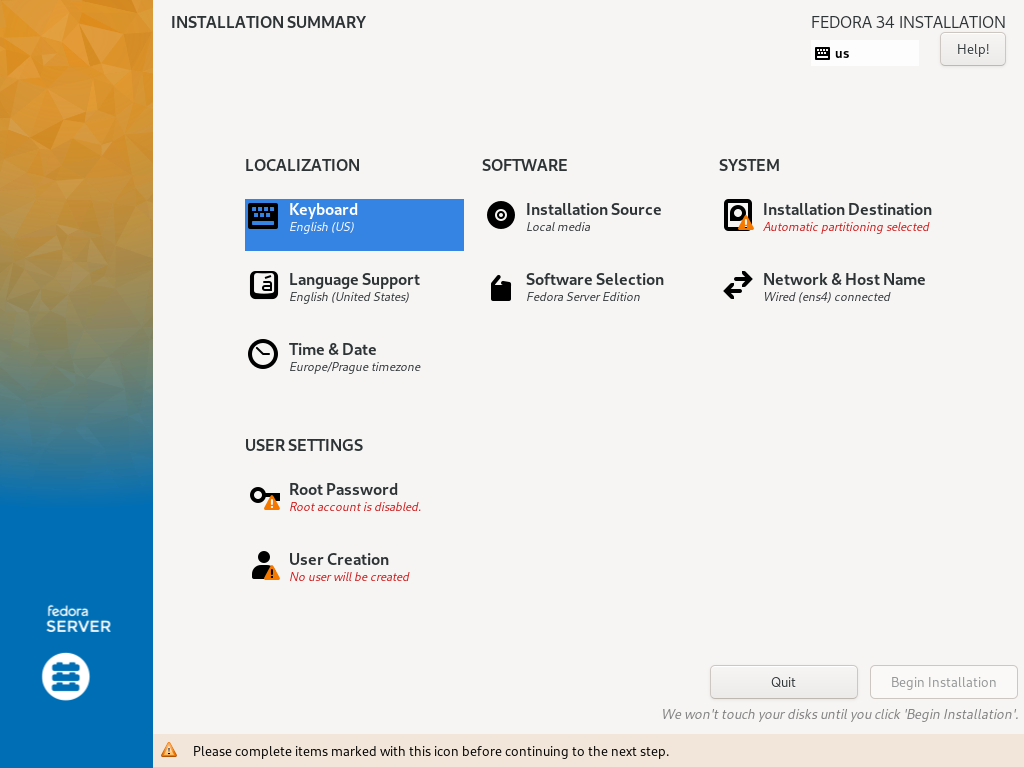 INSTALLATION SUMMARY
FEDORA 34 INSTALLATION
us
Help!
LOCALIZATION
Keyboard
English (US)
Language Support
English (United States)
Time & Date
Europe/Prague timezone
SOFTWARE
Installation Source
Local media
Software Selection
Fedora Server Edition
SYSTEM
Installation Destination
Automatic partitioning selected
Network & Host Name
Wired (ens4) connected
USER SETTINGS
Root Password
Root account is disabled.
User Creation
No user will be created
fedora
SERVER
Quit
Begin Installation
We won't touch your disks until you click 'Begin Installation'.
Please complete items marked with this icon before continuing to the next step.